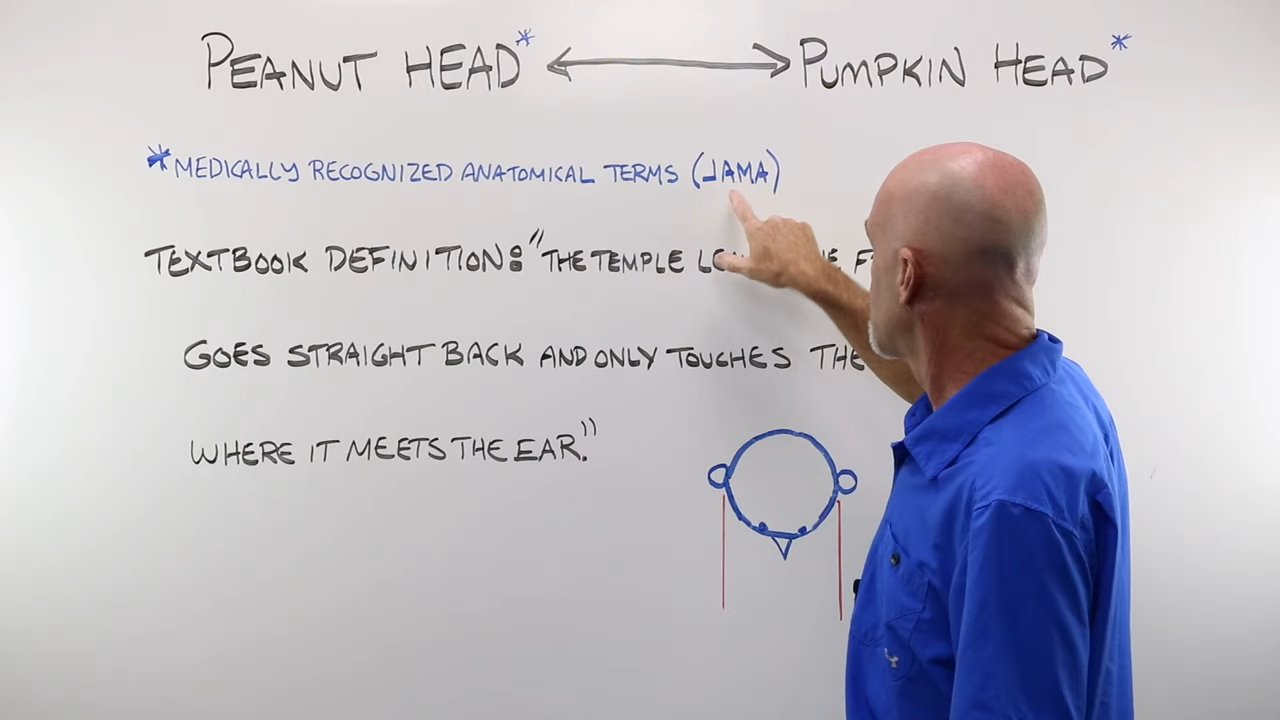 PEANUT HEAD* ↔ PUMPKIN HEAD*
*MEDICALLY RECOGNIZED ANATOMICAL TERMS (JAMA)
TEXTBOOK DEFINITION: "THE TEMPLE
GOES STRAIGHT BACK AND ONLY TOUCHES THE
WHERE IT MEETS THE EAR."